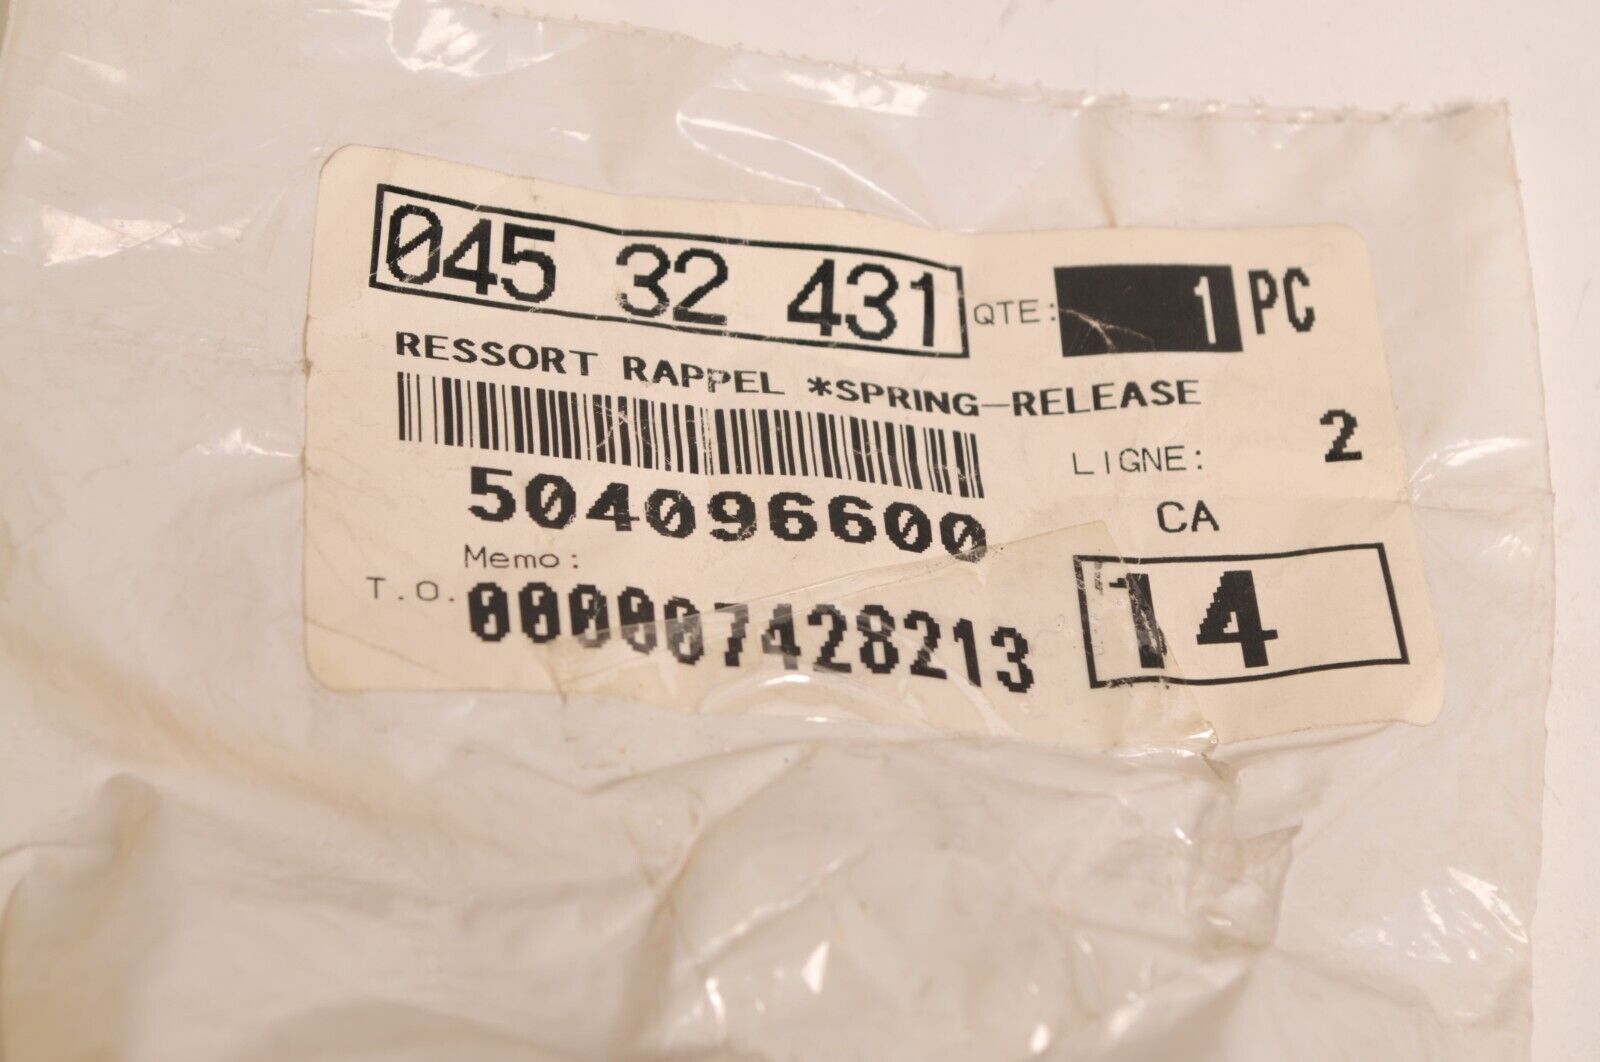 045 32 431 QTE: 1 PC
RESSORT RAPPEL *SPRING-RELEASE
LIGNE: 2
504096600 CA
Memo:
T.O. 000007428213 14